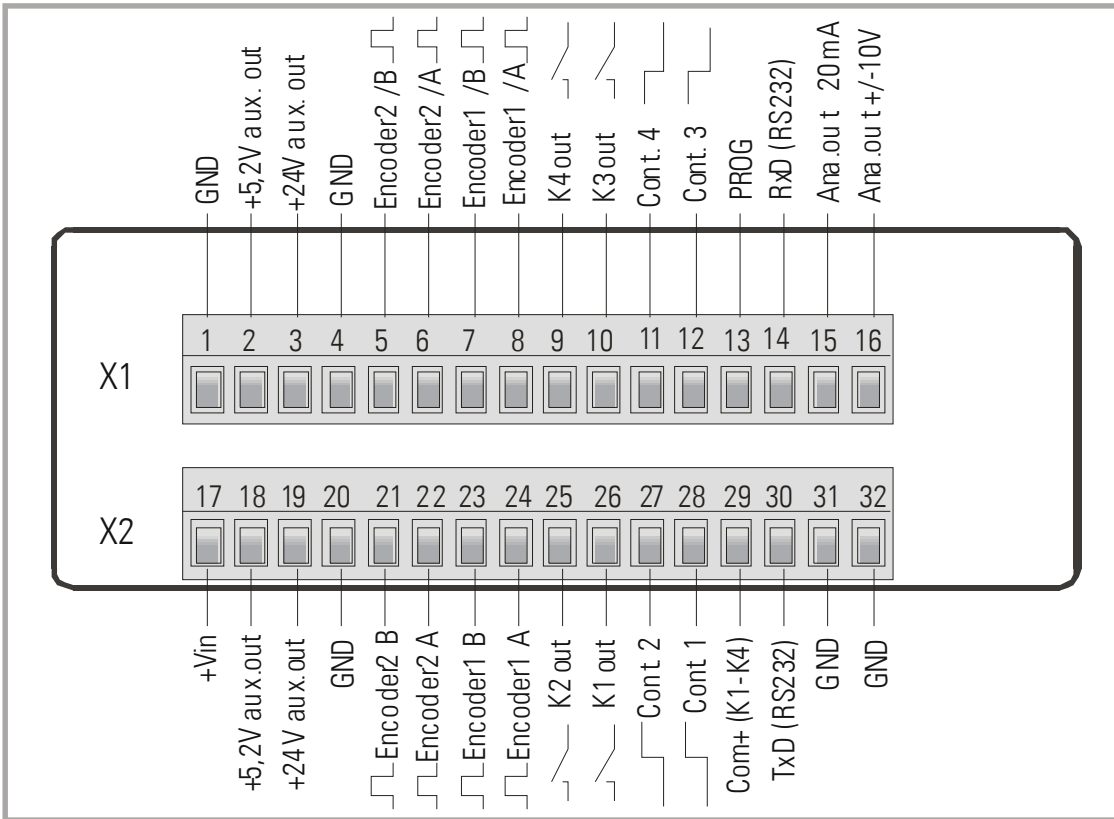 GND
+5,2V aux. out
+24V aux. out
GND
Encoder2 /B
Encoder2 /A
Encoder1 /B
Encoder1 /A
K4 out
K3 out
Cont. 4
Cont. 3
PROG
RxD (RS232)
Ana.out 20mA
Ana.out +/-10V
X1
1 2 3 4 5 6 7 8 9 10 11 12 13 14 15 16
X2
17 18 19 20 21 22 23 24 25 26 27 28 29 30 31 32
+Vin
+5,2V aux.out
+24V aux.out
GND
Encoder2 B
Encoder2 A
Encoder1 B
Encoder1 A
K2 out
K1 out
Cont 2
Cont 1
Com+ (K1-K4)
TxD (RS232)
GND
GND